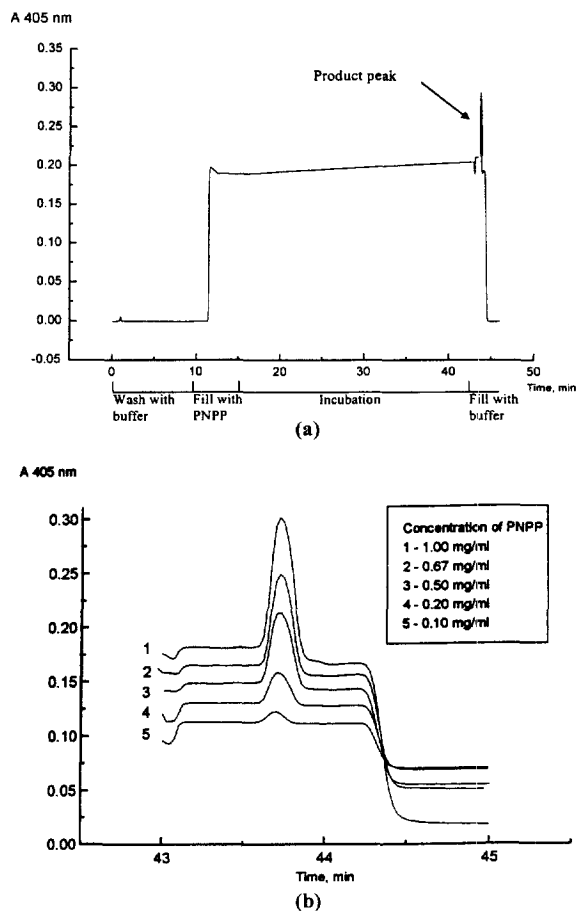 A 405 nm
0.35
0.30
0.25
0.20
0.15
0.10
0.05
0.00
-0.05
Product peak
0 10 20 30 40 50
Time, min
Wash with buffer
Fill with PNPP
Incubation
Fill with buffer
(a)
A 405 nm
0.30
0.25
0.20
0.15
0.10
0.05
0.00
1
2
3
4
5
Concentration of PNPP
1 - 1.00 mg/ml
2 - 0.67 mg/ml
3 - 0.50 mg/ml
4 - 0.20 mg/ml
5 - 0.10 mg/ml
43 44 45
Time, min
(b)